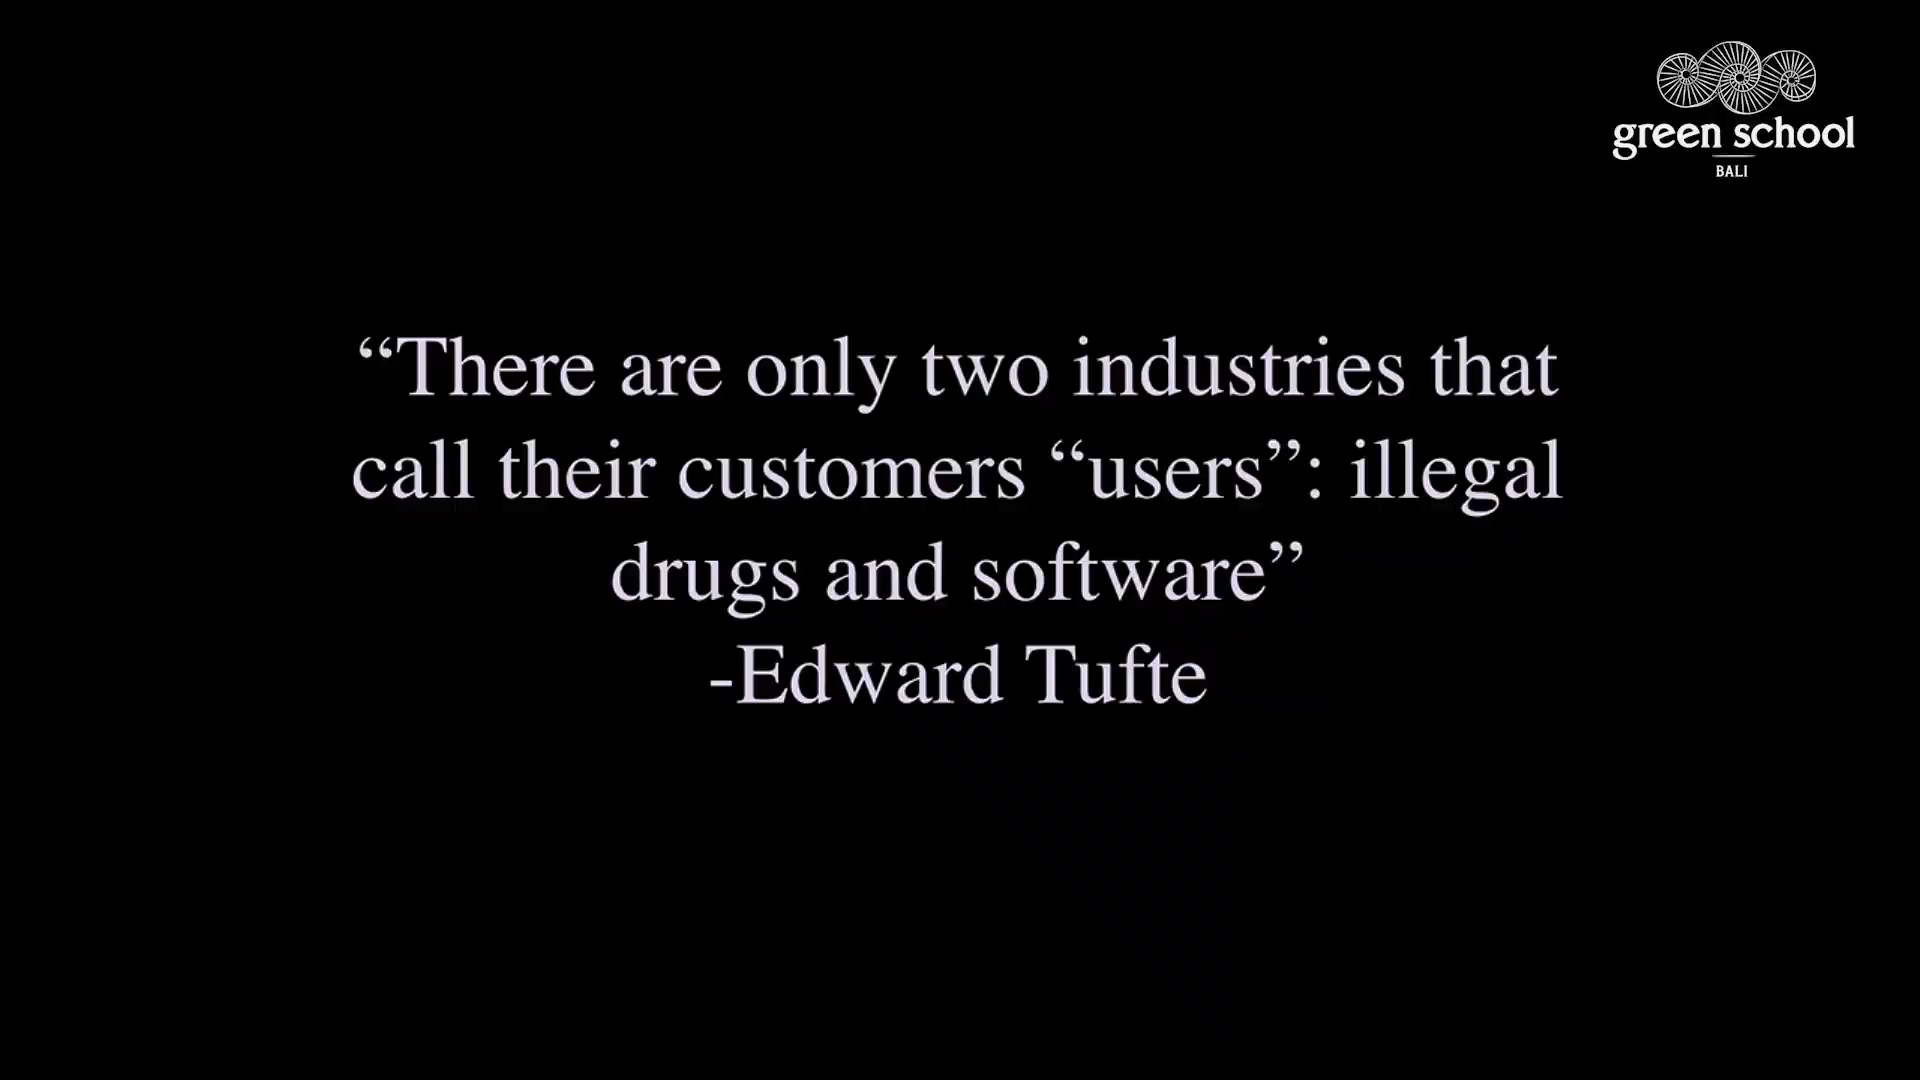 green school
BALI
“There are only two industries that
call their customers “users”: illegal
drugs and software”
-Edward Tufte